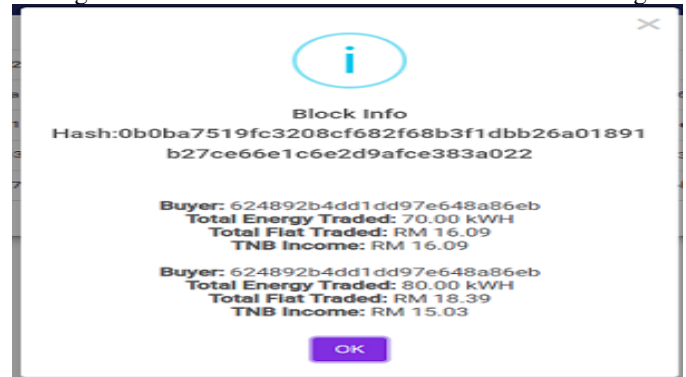 Block Info
Hash:0b0ba7519fc3208cf682f68b3f1dbb26a01891
b27ce66e1c6e2d9afce383a022
Buyer: 624892b4dd1dd97e648a86eb
Total Energy Traded: 70.00 kWH
Total Fiat Traded: RM 16.09
TNB Income: RM 16.09
Buyer: 624892b4dd1dd97e648a86eb
Total Energy Traded: 80.00 kWH
Total Fiat Traded: RM 18.39
TNB Income: RM 15.03
OK